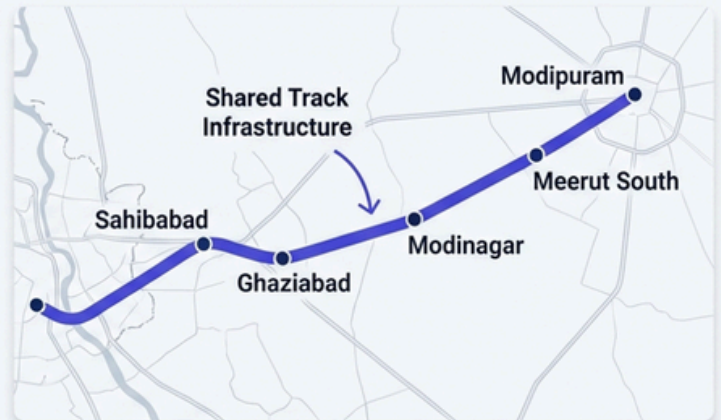 Modipuram
Shared Track
Infrastructure
Meerut South
Sahibabad
Modinagar
Ghaziabad